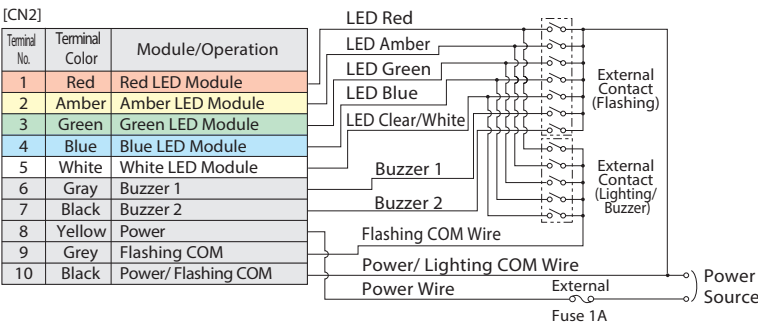 [CN2]
Terminal No. Terminal Color Module/Operation
1 Red Red LED Module
2 Amber Amber LED Module
3 Green Green LED Module
4 Blue Blue LED Module
5 White White LED Module
6 Gray Buzzer 1
7 Black Buzzer 2
8 Yellow Power
9 Grey Flashing COM
10 Black Power/ Flashing COM
LED Red
LED Amber
LED Green
LED Blue
LED Clear/White
Buzzer 1
Buzzer 2
Flashing COM Wire
Power/ Lighting COM Wire
Power Wire
External
Contact
(Flashing)
External
Contact
(Lighting/
Buzzer)
External
Fuse 1A
Power
Source